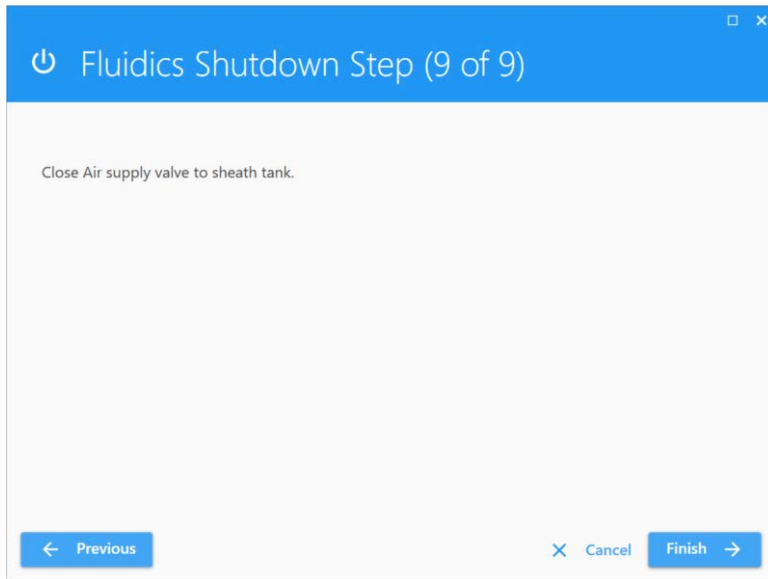 Fluidics Shutdown Step (9 of 9)
Close Air supply valve to sheath tank.
Previous
Cancel
Finish